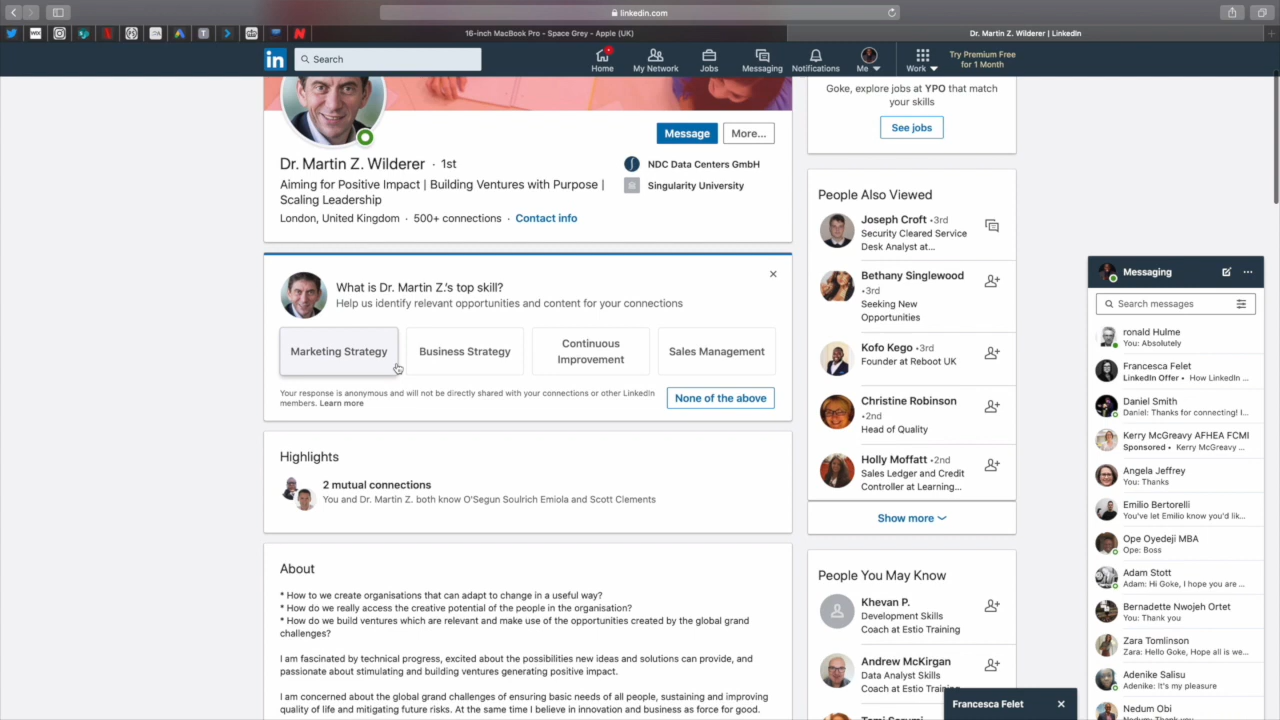 linkedin.com
16-inch MacBook Pro - Space Grey - Apple (UK)
Dr. Martin Z. Wilderer | LinkedIn
in
Search
Home
My Network
Jobs
Messaging
Notifications
Me
Work
Try Premium Free
for 1 Month
Message
More...
Dr. Martin Z. Wilderer · 1st
Aiming for Positive Impact | Building Ventures with Purpose |
Scaling Leadership
London, United Kingdom · 500+ connections · Contact info
NDC Data Centers GmbH
Singularity University
What is Dr. Martin Z.'s top skill?
Help us identify relevant opportunities and content for your connections
Marketing Strategy
Business Strategy
Continuous
Improvement
Sales Management
Your response is anonymous and will not be directly shared with your connections or other LinkedIn
members. Learn more
None of the above
Highlights
2 mutual connections
You and Dr. Martin Z. both know O'Segun Soulrich Emiola and Scott Clements
About
* How to we create organisations that can adapt to change in a useful way?
* How do we really access the creative potential of the people in the organisation?
* How do we build ventures which are relevant and make use of the opportunities created by the global grand
challenges?
I am fascinated by technical progress, excited about the possibilities new ideas and solutions can provide, and
passionate about stimulating and building ventures generating positive impact.
I am concerned about the global grand challenges of ensuring basic needs of all people, sustaining and improving
quality of life and mitigating future risks. At the same time I believe in innovation and business as force for good.
Goke, explore jobs at YPO that match
your skills
See jobs
People Also Viewed
Joseph Croft •3rd
Security Cleared Service
Desk Analyst at...
Bethany Singlewood
•3rd
Seeking New
Opportunities
Kofo Kego •3rd
Founder at Reboot UK
Christine Robinson
•2nd
Head of Quality
Holly Moffatt •2nd
Sales Ledger and Credit
Controller at Learning...
Show more
People You May Know
Khevan P.
Development Skills
Coach at Estio Training
Andrew McKirgan
Data Analyst Skills
Coach at Estio Training
Messaging
Search messages
ronald Hulme
You: Absolutely
Francesca Felet
LinkedIn Offer • How LinkedIn ...
Daniel Smith
Daniel: Thanks for connecting! I...
Kerry McGreavy AFHEA FCMI
Sponsored • Kerry McGreavy ...
Angela Jeffrey
You: Thanks
Emilio Bertorelli
You've let Emilio know you'd lik...
Ope Oyedeji MBA
Ope: Boss
Adam Stott
Adam: Hi Goke, I hope you are ...
Bernadette Nwojeh Ortet
You: Thank you
Zara Tomlinson
Zara: Hello Goke, Hope all is we...
Adenike Salisu
Adenike: It's my pleasure
Nedum Obi
Francesca Felet